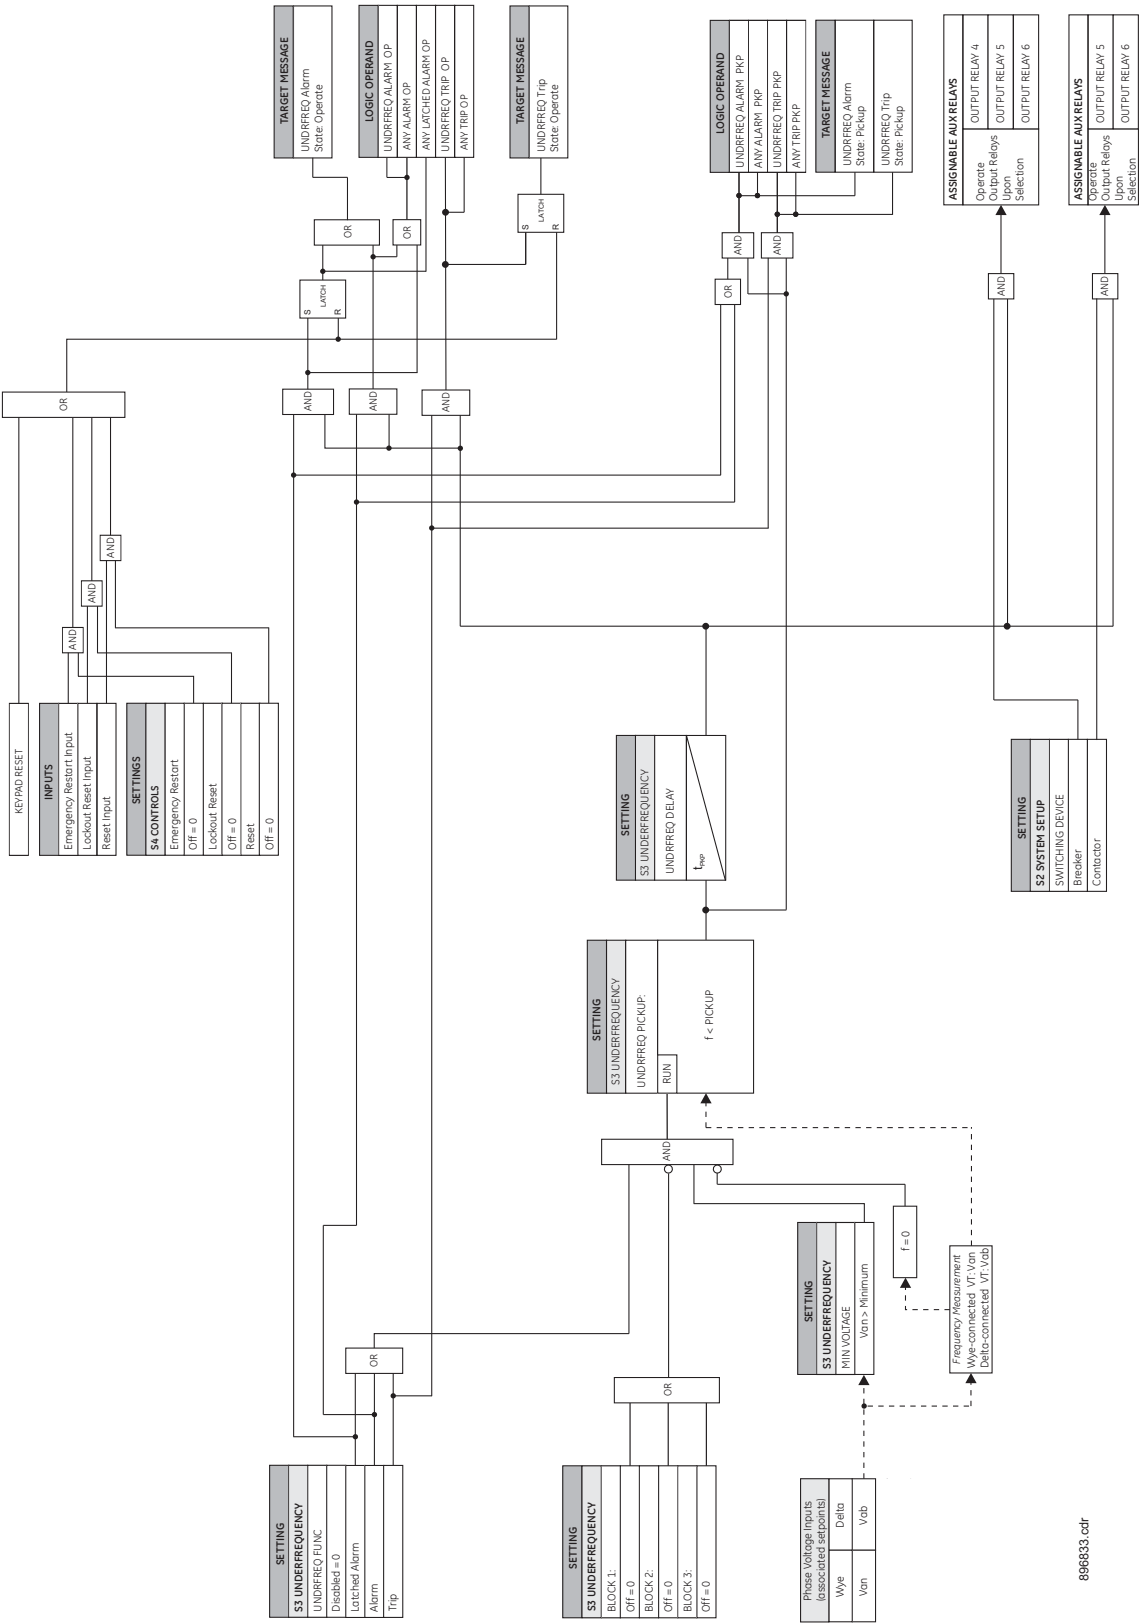 SETTING
S3 UNDERFREQUENCY
UNDRFREQ FUNC
Disabled = 0
Latched Alarm
Alarm
Trip
SETTING
S3 UNDERFREQUENCY
BLOCK 1:
Off = 0
BLOCK 2:
Off = 0
BLOCK 3:
Off = 0
Phase Voltage Inputs
(associated setpoints)
Wye
Delta
Van
Vab
OR
OR
SETTING
S3 UNDERFREQUENCY
MIN VOLTAGE
Van > Minimum
f = 0
Frequency Measurement
Wye-connected VT: Van
Delta-connected VT: Vab
AND
SETTING
S3 UNDERFREQUENCY
UNDRFREQ PICKUP:
RUN
f < PICKUP
SETTING
S3 UNDERFREQUENCY
UNDRFREQ DELAY
tPKP
KEYPAD RESET
INPUTS
Emergency Restart Input
Lockout Reset Input
Reset Input
SETTINGS
S4 CONTROLS
Emergency Restart
Off = 0
Lockout Reset
Off = 0
Reset
Off = 0
SETTING
S2 SYSTEM SETUP
SWITCHING DEVICE
Breaker
Contactor
AND
AND
AND
OR
AND
AND
AND
S
LATCH
R
OR
OR
S
LATCH
R
OR
AND
AND
AND
AND
TARGET MESSAGE
UNDRFREQ Alarm
State: Operate
LOGIC OPERAND
UNDRFREQ ALARM OP
ANY ALARM OP
ANY LATCHED ALARM OP
UNDRFREQ TRIP OP
ANY TRIP OP
TARGET MESSAGE
UNDRFREQ Trip
State: Operate
LOGIC OPERAND
UNDRFREQ ALARM PKP
ANY ALARM PKP
UNDRFREQ TRIP PKP
ANY TRIP PKP
TARGET MESSAGE
UNDRFREQ Alarm
State: Pickup
UNDRFREQ Trip
State: Pickup
ASSIGNABLE AUX RELAYS
Operate
Output Relays
Upon
Selection
OUTPUT RELAY 4
OUTPUT RELAY 5
OUTPUT RELAY 6
ASSIGNABLE AUX RELAYS
Operate
Output Relays
Upon
Selection
OUTPUT RELAY 5
OUTPUT RELAY 6
896833.cdr